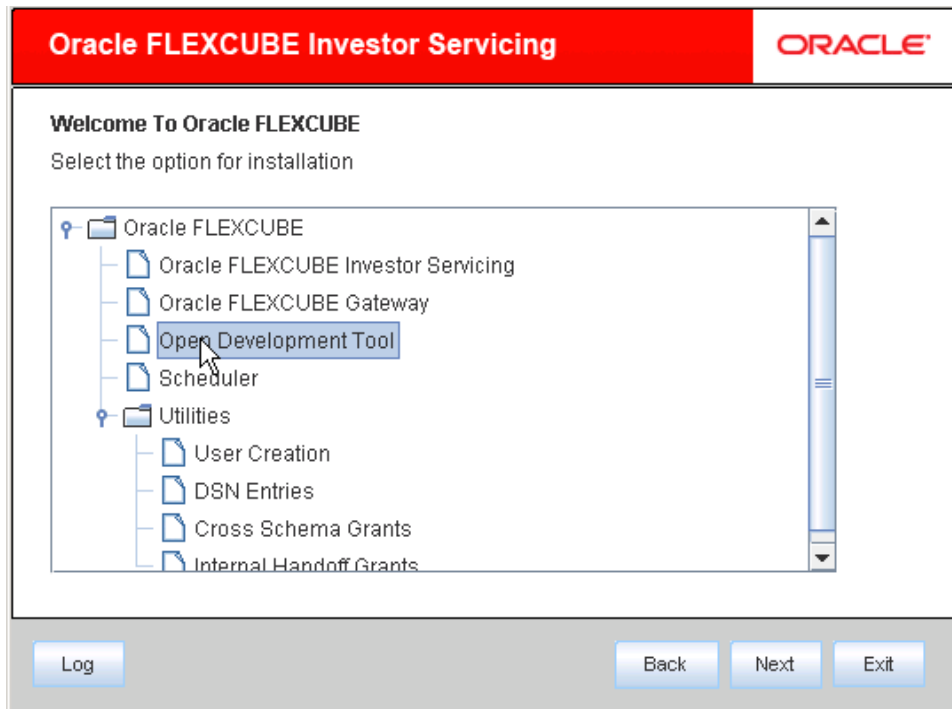 Oracle FLEXCUBE Investor Servicing
ORACLE
Welcome To Oracle FLEXCUBE
Select the option for installation
Oracle FLEXCUBE
Oracle FLEXCUBE Investor Servicing
Oracle FLEXCUBE Gateway
Open Development Tool
Scheduler
Utilities
User Creation
DSN Entries
Cross Schema Grants
Internal Handoff Grants
Log
Back
Next
Exit